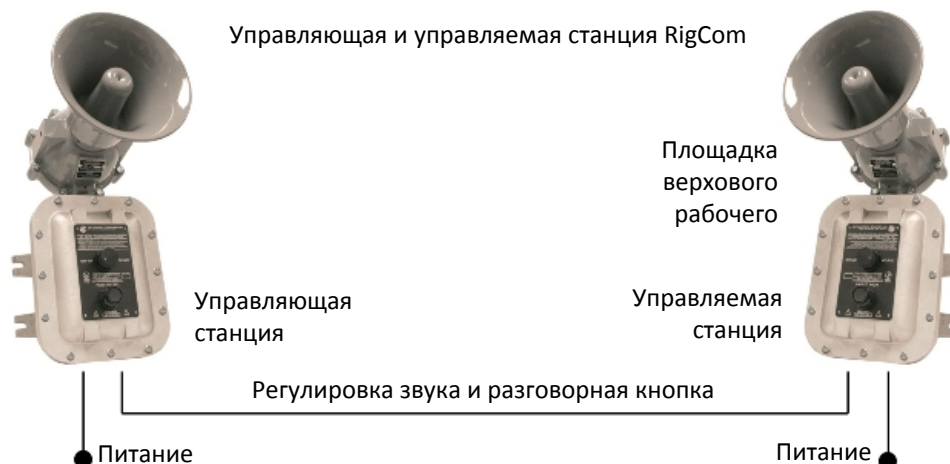 Управляющая и управляемая станция RigCom
Площадка
верхового
рабочего
Управляющая
станция
Управляемая
станция
Регулировка звука и разговорная кнопка
Питание
Питание